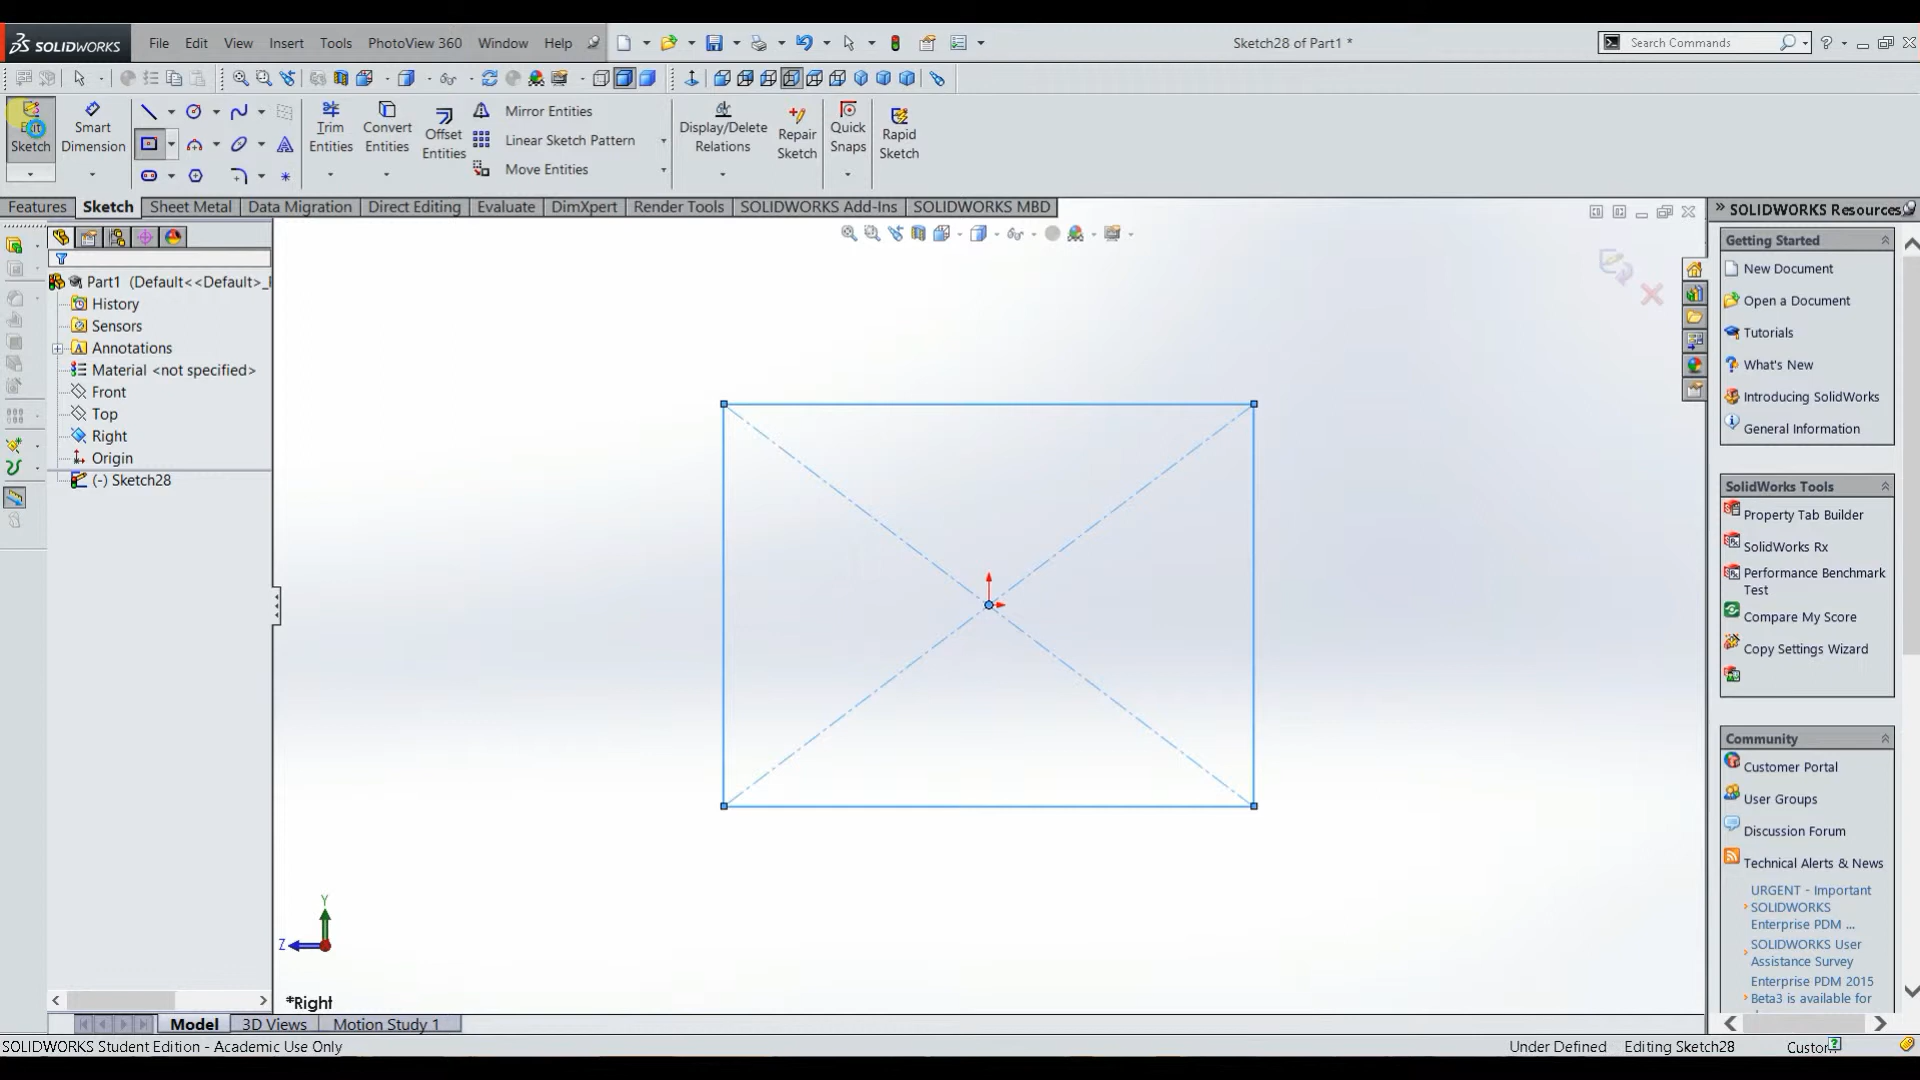 SOLIDWORKS File Edit View Insert Tools PhotoView 360 Window Help Sketch28 of Part1 * Search Commands
Exit Sketch
Smart Dimension
Trim Entities
Convert Entities
Offset Entities
Mirror Entities
Linear Sketch Pattern
Move Entities
Display/Delete Relations
Repair Sketch
Quick Snaps
Rapid Sketch
Features Sketch Sheet Metal Data Migration Direct Editing Evaluate DimXpert Render Tools SOLIDWORKS Add-Ins SOLIDWORKS MBD
Part1 (Default<<Default>_
History
Sensors
Annotations
Material <not specified>
Front
Top
Right
Origin
(-) Sketch28
Y
Z
*Right
SOLIDWORKS Resources
Getting Started
New Document
Open a Document
Tutorials
What's New
Introducing SolidWorks
General Information
SolidWorks Tools
Property Tab Builder
SolidWorks Rx
Performance Benchmark
Test
Compare My Score
Copy Settings Wizard
Community
Customer Portal
User Groups
Discussion Forum
Technical Alerts & News
URGENT - Important
SOLIDWORKS
Enterprise PDM ...
SOLIDWORKS User
Assistance Survey
Enterprise PDM 2015
Beta3 is available for
Model 3D Views Motion Study 1
SOLIDWORKS Student Edition - Academic Use Only Under Defined Editing Sketch28